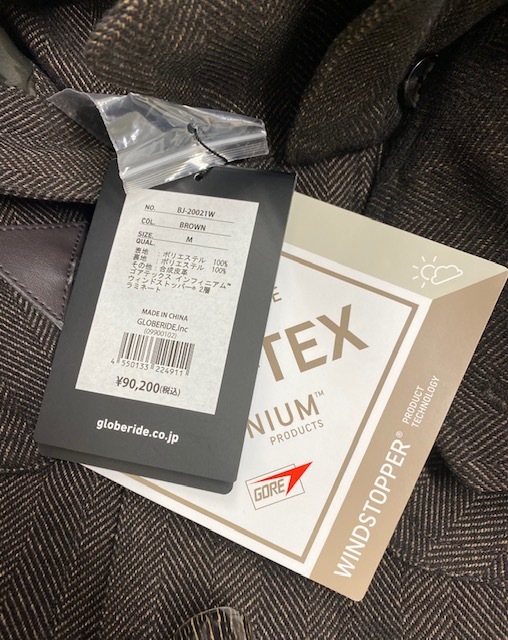 NO. BJ-20021W
COL. BROWN
SIZE M
QUAL.
表地 : ポリエステル 100%
裏地 : ポリエステル 100%
その他 : 合成皮革
ゴアテックス インフィニアム™
ウィンドストッパー® 2層
ラミネート
MADE IN CHINA
GLOBERIDE,Inc
(09900102)
4 550133 224911
¥90,200(税込)
globeride.co.jp
TEX
NIUM™
PRODUCTS
GORE
WINDSTOPPER® PRODUCT
TECHNOLOGY